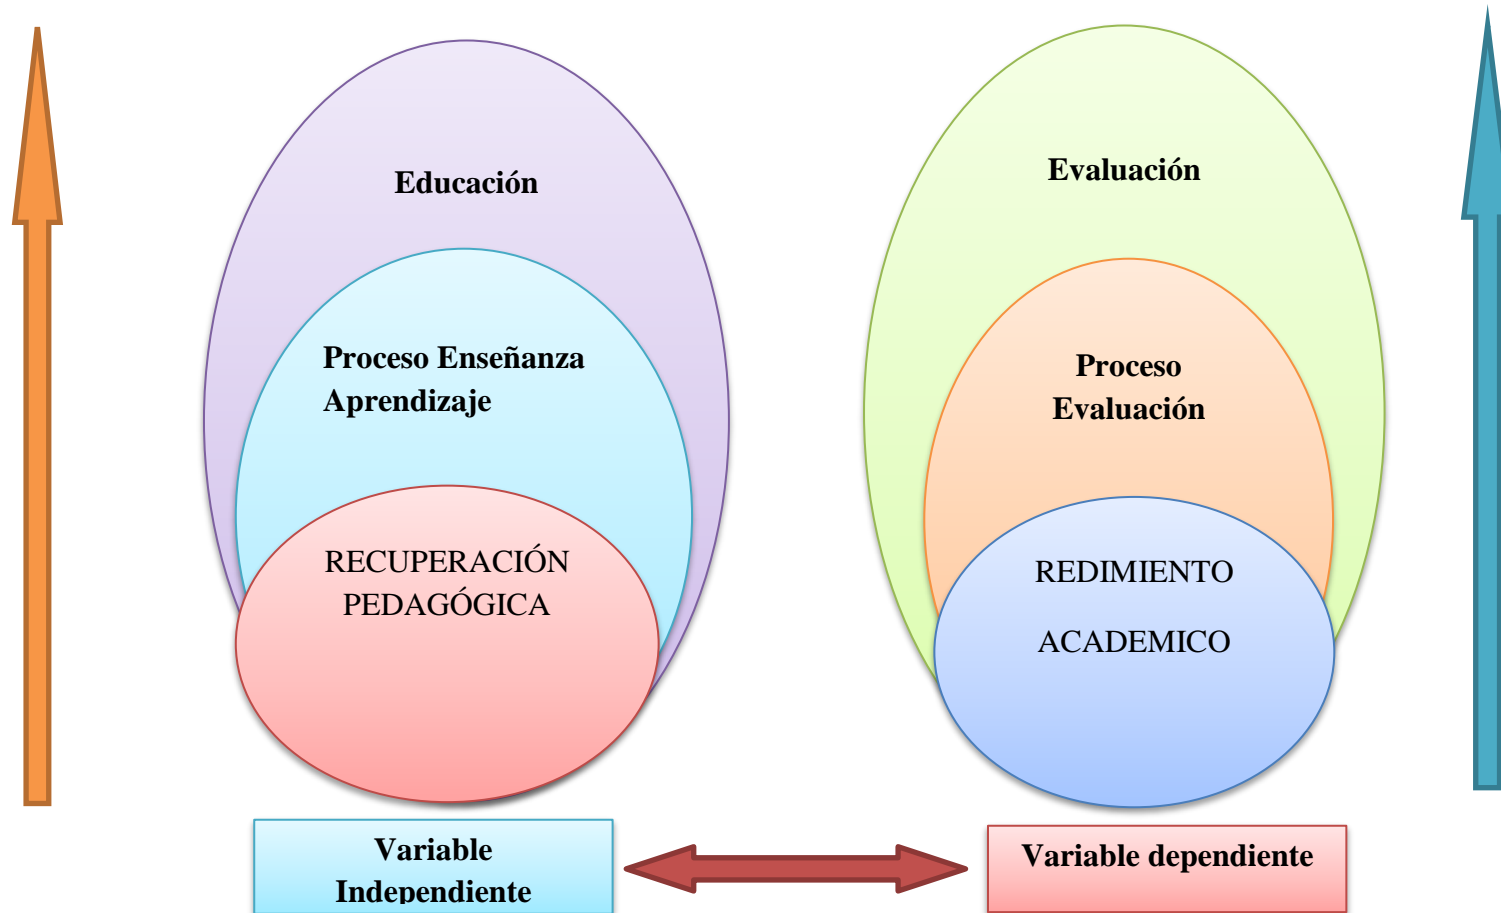 Educación
Proceso Enseñanza
Aprendizaje
RECUPERACIÓN
PEDAGÓGICA
Variable
Independiente
Evaluación
Proceso
Evaluación
REDIMIENTO
ACADEMICO
Variable dependiente